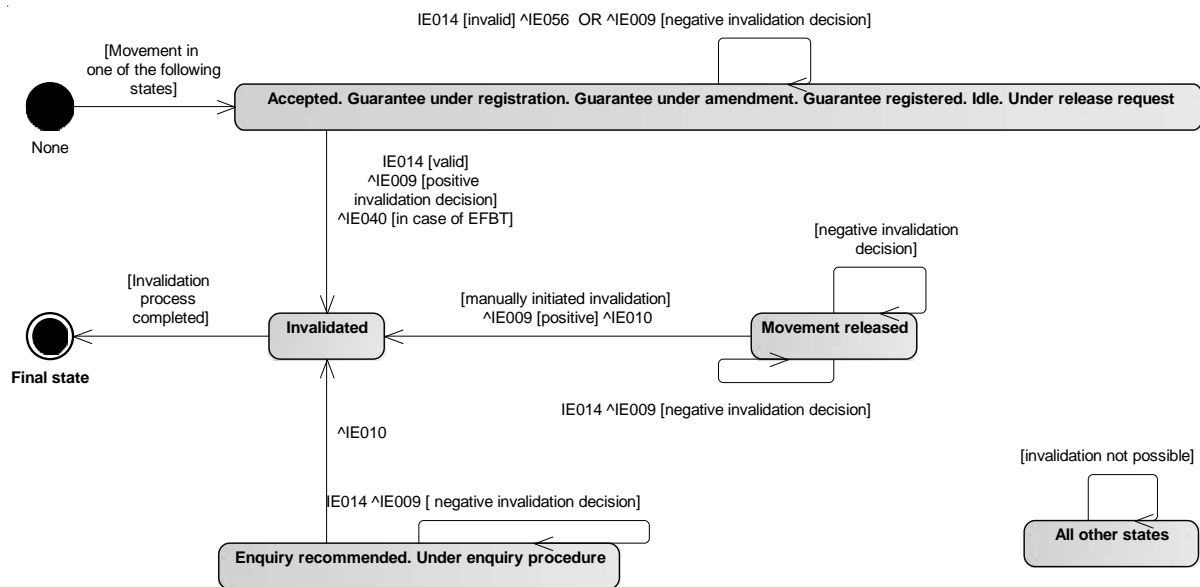 IE014 [invalid] ^IE056 OR ^IE009 [negative invalidation decision]
[Movement in
one of the following
states]
Accepted. Guarantee under registration. Guarantee under amendment. Guarantee registered. Idle. Under release request
None
IE014 [valid]
^IE009 [positive
invalidation decision]
^IE040 [in case of EFBT]
[negative invalidation
decision]
[Invalidation
process
completed]
[manually initiated invalidation]
^IE009 [positive] ^IE010
Invalidated
Movement released
Final state
IE014 ^IE009 [negative invalidation decision]
^IE010
[invalidation not possible]
IE014 ^IE009 [ negative invalidation decision]
All other states
Enquiry recommended. Under enquiry procedure